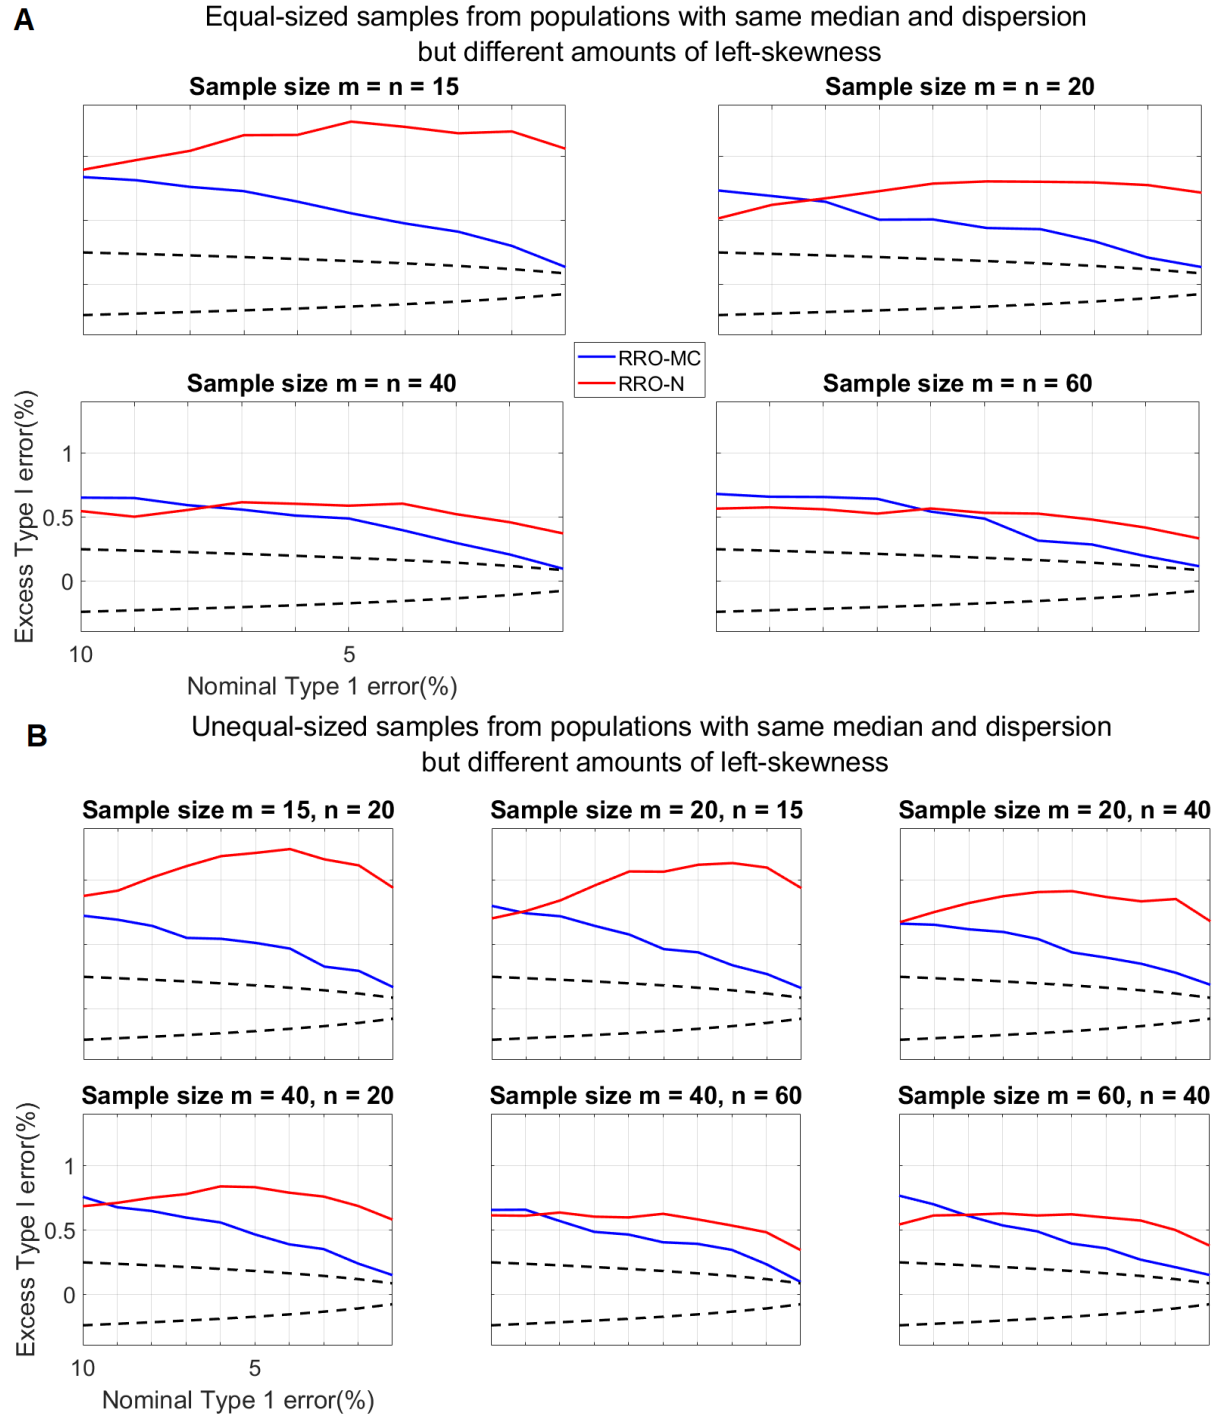 A
Equal-sized samples from populations with same median and dispersion
but different amounts of left-skewness
Sample size m = n = 15
Sample size m = n = 20
RRO-MC
RRO-N
Sample size m = n = 40
Sample size m = n = 60
Excess Type I error(%)
1
0.5
0
10
5
Nominal Type 1 error(%)
B
Unequal-sized samples from populations with same median and dispersion
but different amounts of left-skewness
Sample size m = 15, n = 20
Sample size m = 20, n = 15
Sample size m = 20, n = 40
Sample size m = 40, n = 20
Sample size m = 40, n = 60
Sample size m = 60, n = 40
Excess Type I error(%)
1
0.5
0
10
5
Nominal Type 1 error(%)